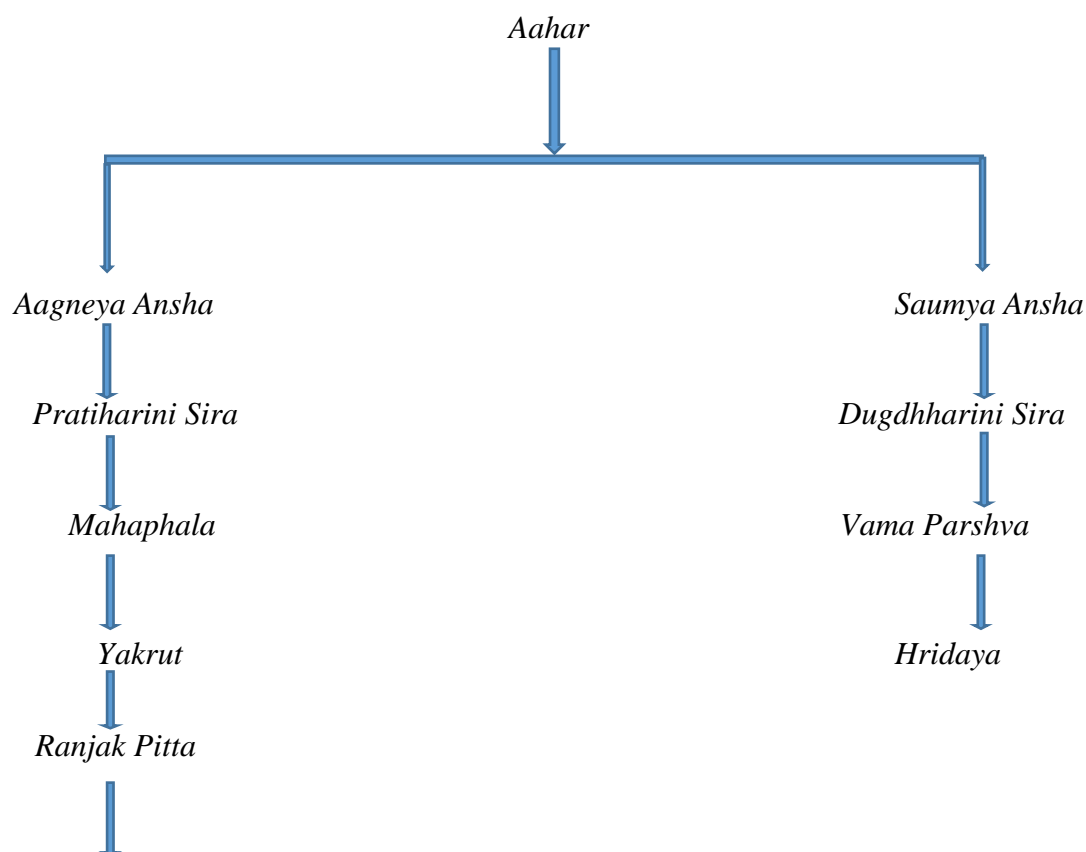 Aahar
Aagneya Ansha
Saumya Ansha
Pratiharini Sira
Dugdhharini Sira
Mahaphala
Vama Parshva
Yakrut
Hridaya
Ranjak Pitta